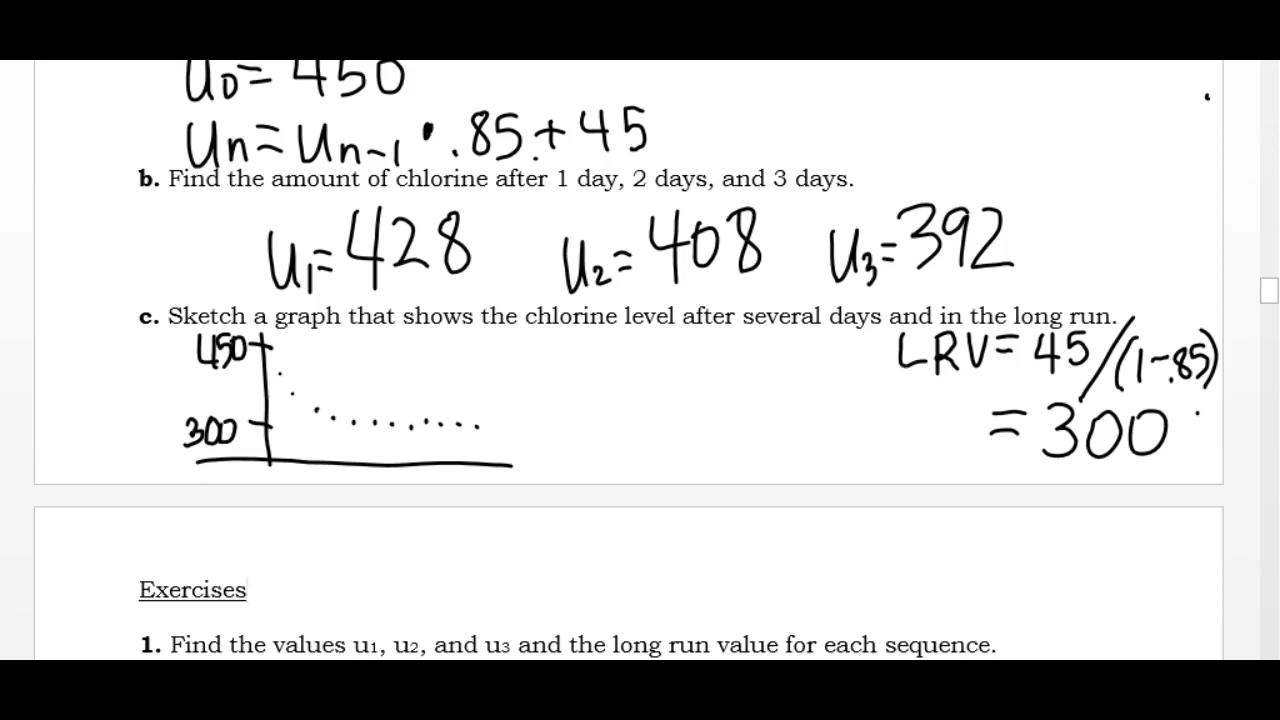 u0 = 450
un = un-1 · .85 + 45
b. Find the amount of chlorine after 1 day, 2 days, and 3 days.
u1 = 428 u2 = 408 u3 = 392
c. Sketch a graph that shows the chlorine level after several days and in the long run.
450
LRV = 45/(1-.85)
300
= 300
Exercises
1. Find the values u1, u2, and u3 and the long run value for each sequence.